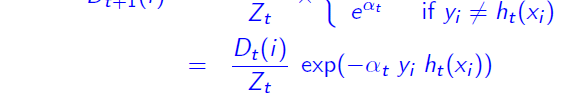 D_{t+1}(i) Z_t × { e^{α_t} if y_i ≠ h_t(x_i)
= D_t(i) / Z_t exp(−α_t y_i h_t(x_i))